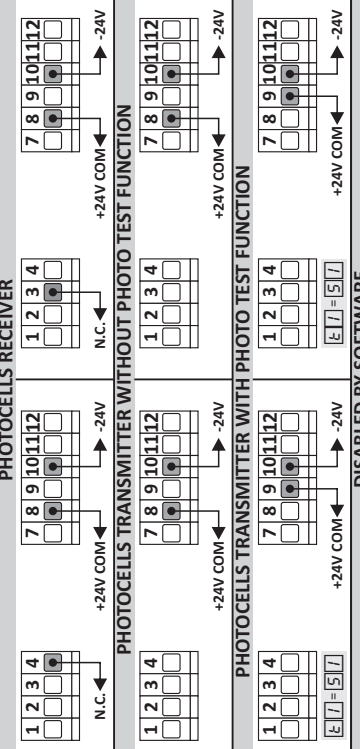 PHOTOCELLS RECEIVER
1 2 3 4 7 8 9 10 11 12 1 2 3 4 7 8 9 10 11 12
N.C. +24V COM -24V N.C. +24V COM -24V
PHOTOCELLS TRANSMITTER WITHOUT PHOTO TEST FUNCTION
1 2 3 4 7 8 9 10 11 12 1 2 3 4 7 8 9 10 11 12
+24V COM -24V +24V COM -24V
PHOTOCELLS TRANSMITTER WITH PHOTO TEST FUNCTION
1 2 3 4 7 8 9 10 11 12 1 2 3 4 7 8 9 10 11 12
t1=51 +24V COM -24V t1=51 +24V COM -24V
DISABLED BY SOFTWARE